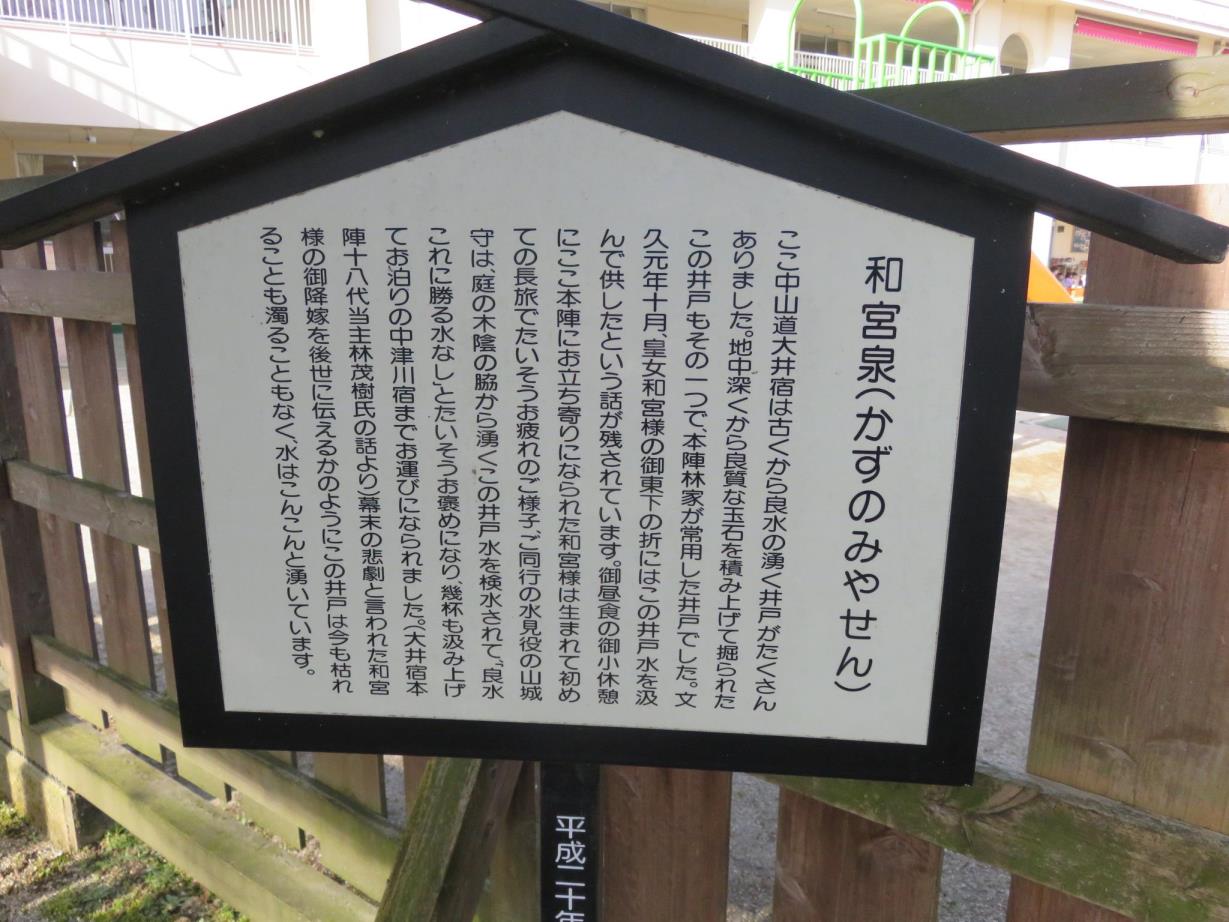 和宮泉(かずのみやせん)
ここ中山道大井宿は古くから良水の湧く井戸がたくさん
ありました。地中深くから良質な玉石を積み上げて掘られた
この井戸もその一つで、本陣林家が常用した井戸でした。文
久元年十月、皇女和宮様の御東下の折にはこの井戸水を汲
んで供したという話が残されています。御昼食の御小休憩
にここ本陣にお立ち寄りになられた和宮様は生まれて初め
ての長旅でたいそうお疲れのご様子、ご同行の水見役の山城
守は、庭の木陰の脇から湧くこの井戸水を検水されて、“良水
これに勝る水なし”とたいそうお褒めになり、幾杯も汲み上げ
てお泊りの中津川宿までお運びになられました。(大井宿本
陣十八代当主林茂樹氏の話より)幕末の悲劇と言われた和宮
様の御降嫁を後世に伝えるかのようにこの井戸は今も枯れ
ることも濁ることもなく、水はこんこんと湧いています。
平成二十年